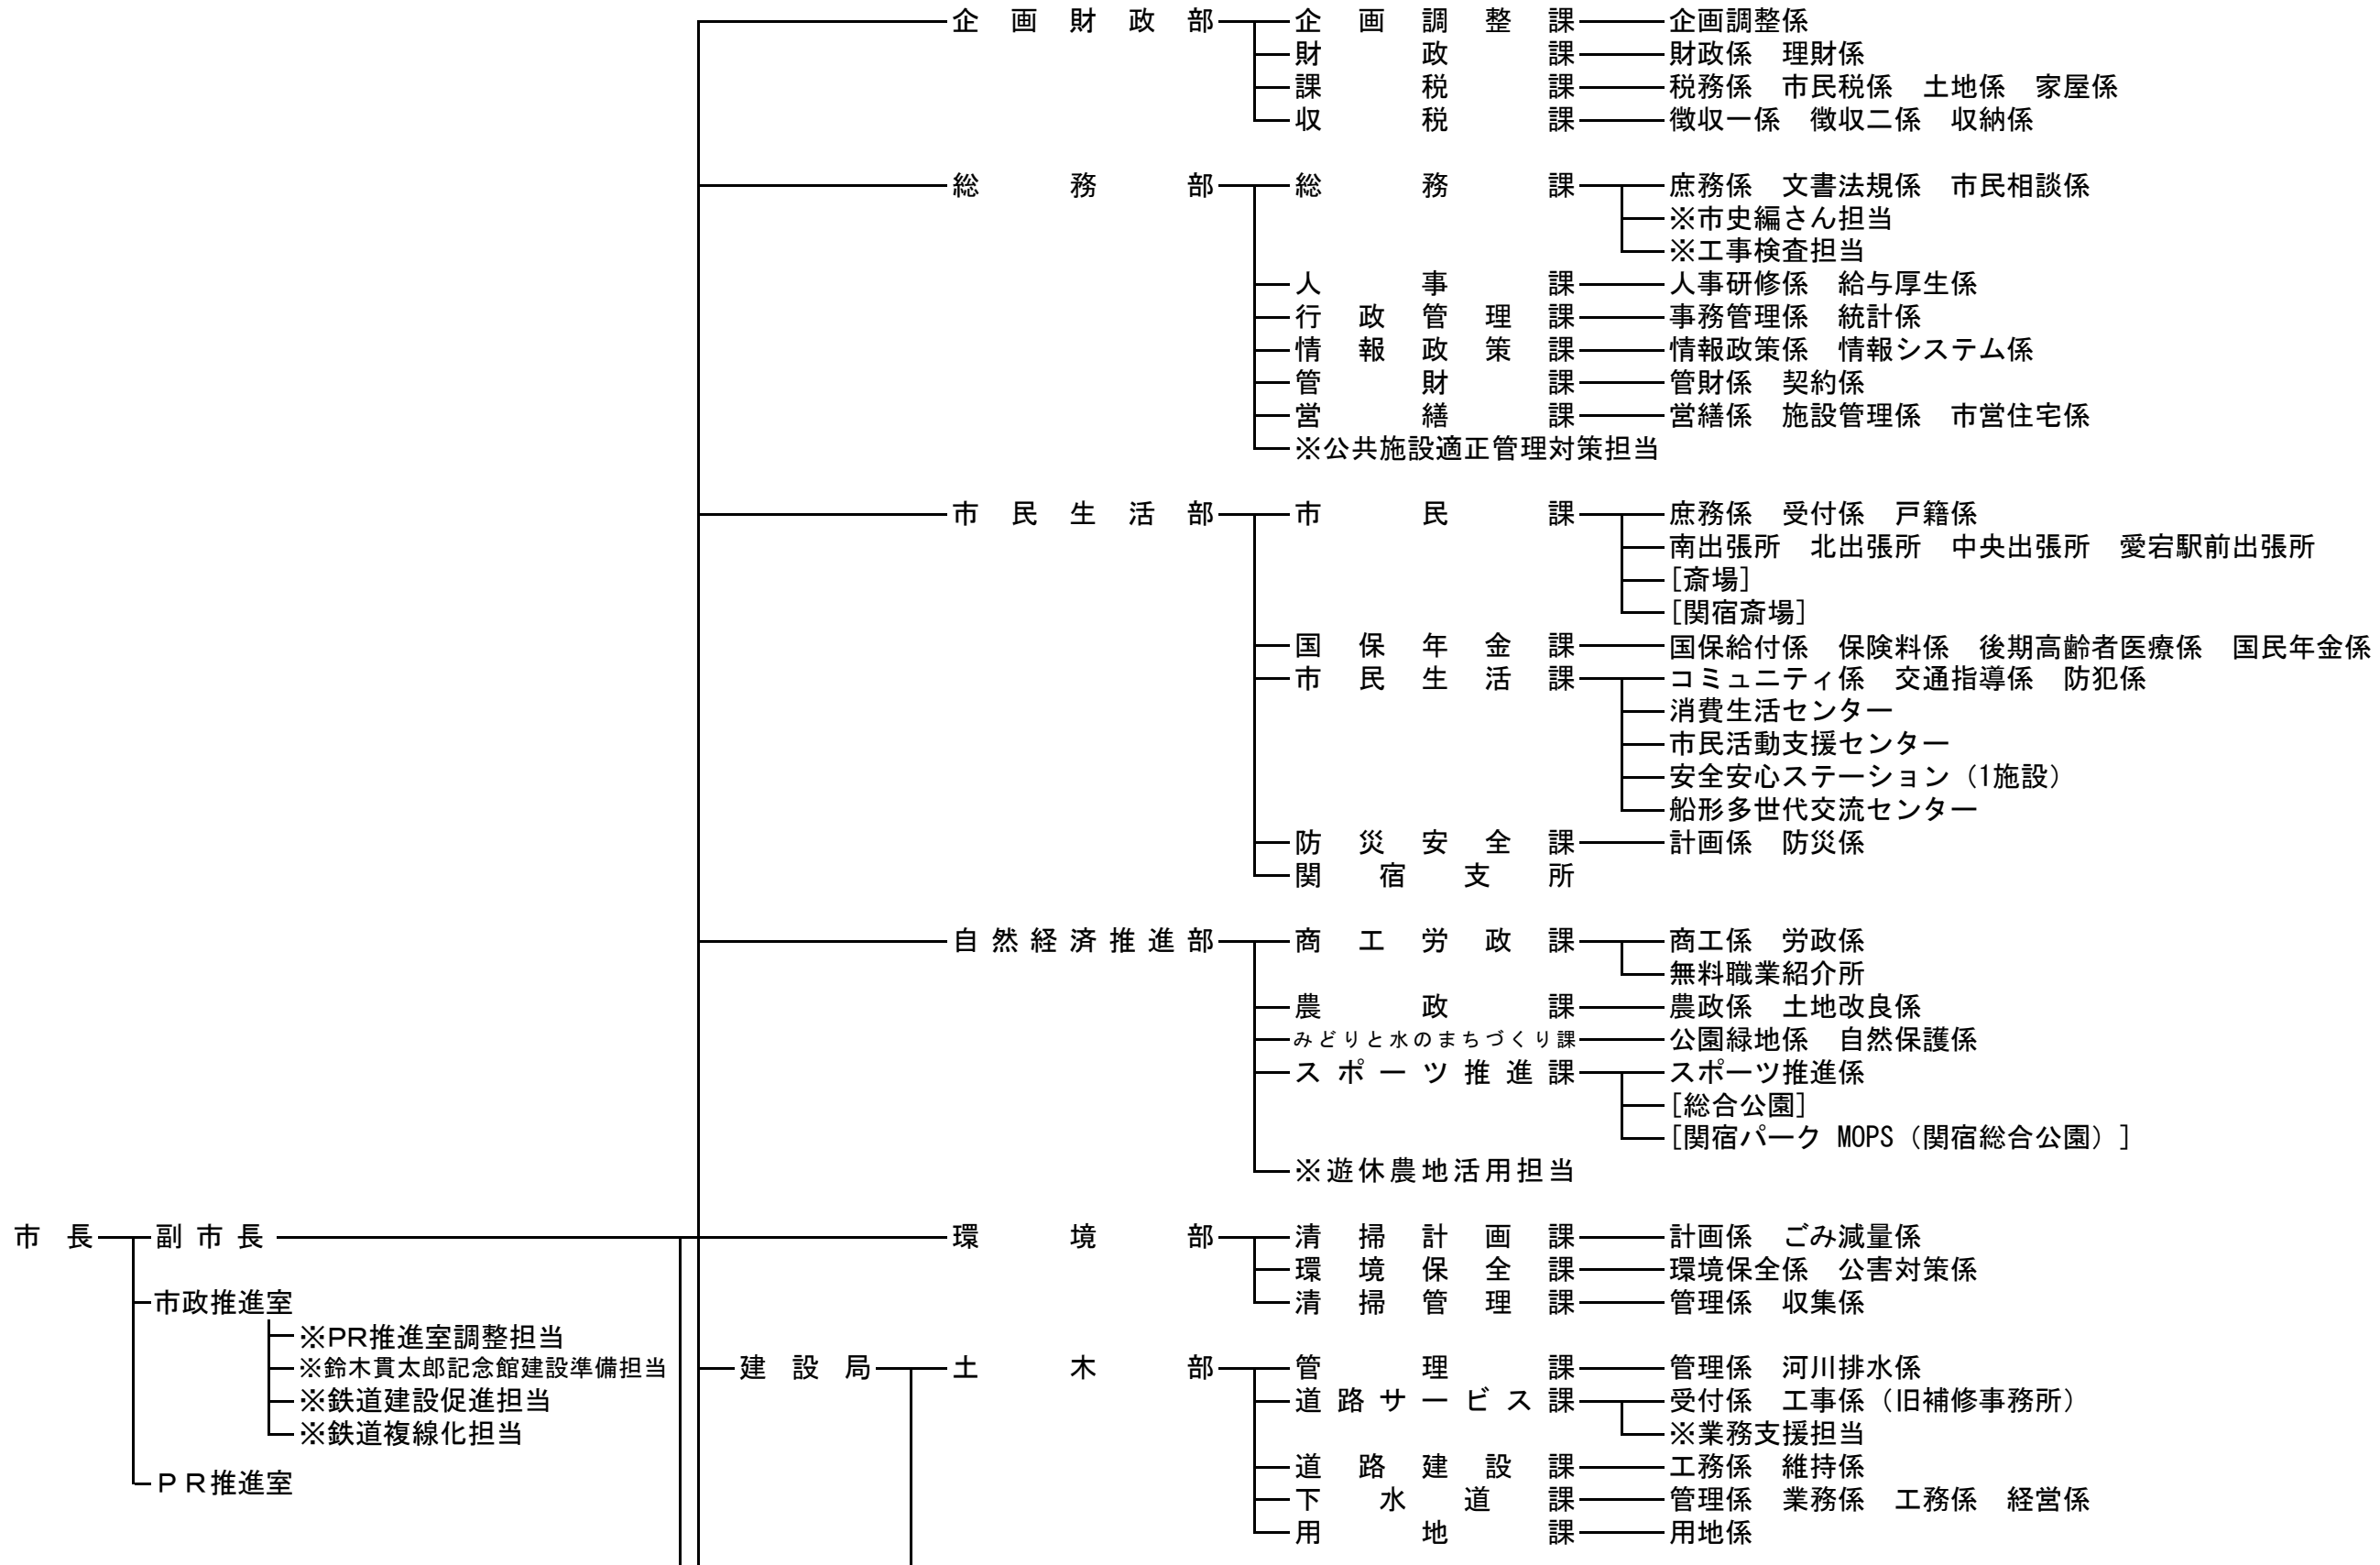 企画財政部 企画調整課 企画調整係
財政課 財政係 理財係
課税課 税務係 市民税係 土地係 家屋係
収税課 徴収一係 徴収二係 収納係
総務部 総務課 庶務係 文書法規係 市民相談係
※市史編さん担当
※工事検査担当
人事課 人事研修係 給与厚生係
行政管理課 事務管理係 統計係
情報政策課 情報政策係 情報システム係
管財課 管財係 契約係
営繕課 営繕係 施設管理係 市営住宅係
※公共施設適正管理対策担当
市民生活部 市民課 庶務係 受付係 戸籍係
南出張所 北出張所 中央出張所 愛宕駅前出張所
[斎場]
[関宿斎場]
国保年金課 国保給付係 保険料係 後期高齢者医療係 国民年金係
市民生活課 コミュニティ係 交通指導係 防犯係
消費生活センター
市民活動支援センター
安全安心ステーション（1施設）
船形多世代交流センター
防災安全課 計画係 防災係
関宿支所
自然経済推進部 商工労政課 商工係 労政係
無料職業紹介所
農政課 農政係 土地改良係
みどりと水のまちづくり課 公園緑地係 自然保護係
スポーツ推進課 スポーツ推進係
[総合公園]
[関宿パーク MOPS（関宿総合公園）]
※遊休農地活用担当
市長 副市長 環境部 清掃計画課 計画係 ごみ減量係
環境保全課 環境保全係 公害対策係
市政推進室 清掃管理課 管理係 収集係
※PR推進室調整担当
※鈴木貫太郎記念館建設準備担当 建設局 土木部 管理課 管理係 河川排水係
※鉄道建設促進担当 道路サービス課 受付係 工事係（旧補修事務所）
※鉄道複線化担当 ※業務支援担当
ＰＲ推進室 道路建設課 工務係 維持係
下水道課 管理係 業務係 工務係 経営係
用地課 用地係